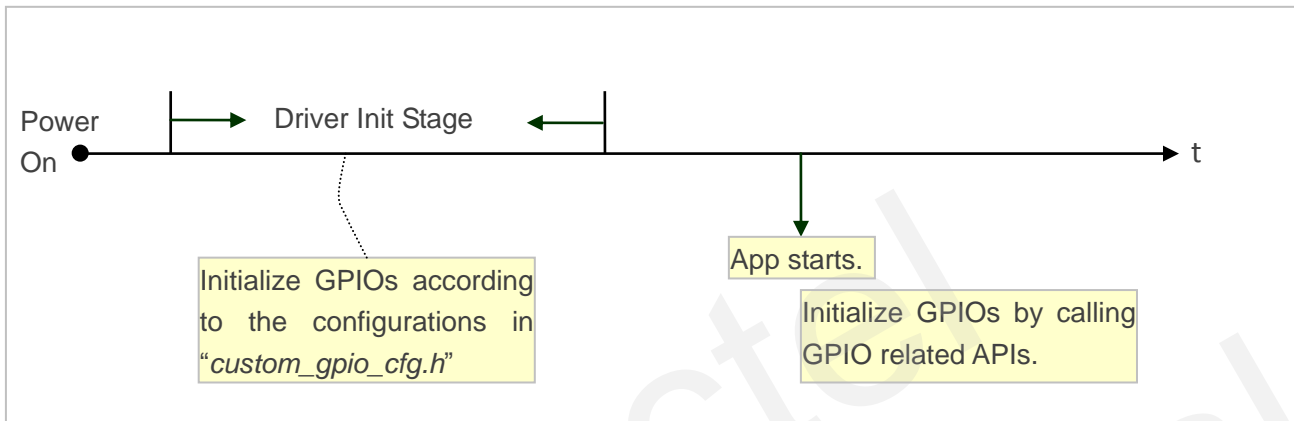 Power
On
Driver Init Stage
t
Initialize GPIOs according
to the configurations in
“custom_gpio_cfg.h”
App starts.
Initialize GPIOs by calling
GPIO related APIs.